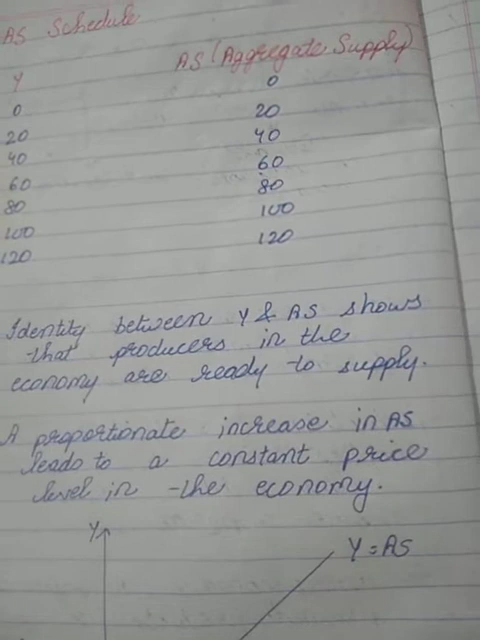 AS Schedule
Y AS (Aggregate Supply)
0 0
20 20
40 40
60 60
80 80
100 100
120 120
Identity between Y & AS shows
that producers in the
economy are ready to supply.
A proportionate increase in AS
leads to a constant price
level in the economy.
Y
Y = AS